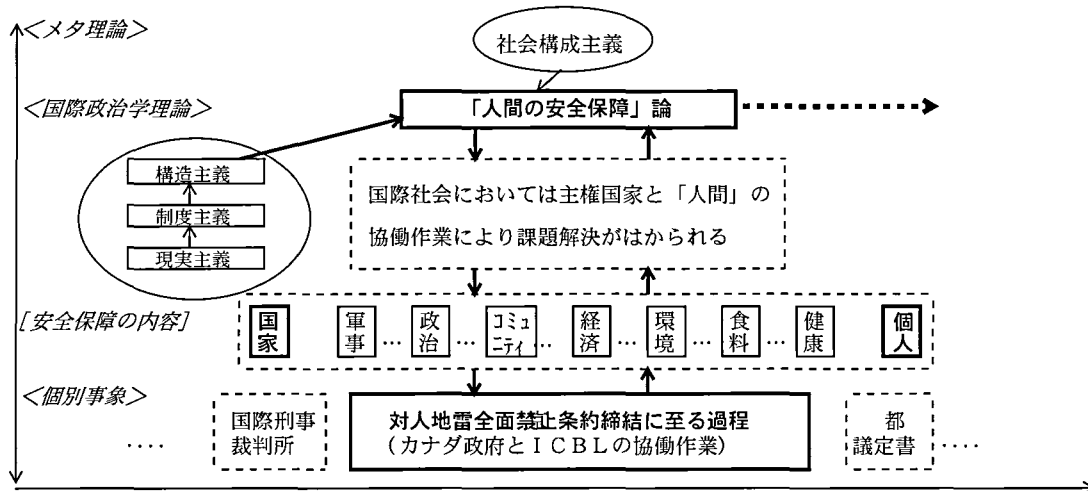 <メタ理論>
社会構成主義
<国際政治学理論>
「人間の安全保障」論
構造主義
制度主義
現実主義
国際社会においては主権国家と「人間」の
協働作業により課題解決がはかられる
[安全保障の内容]
国家
軍事
…
政治
…
コミュニティ
…
経済
…
環境
…
食料
…
健康
個人
<個別事象>
‥‥
国際刑事
裁判所
対人地雷全面禁止条約締結に至る過程
(カナダ政府とＩＣＢＬの協働作業)
都
議定書
‥‥